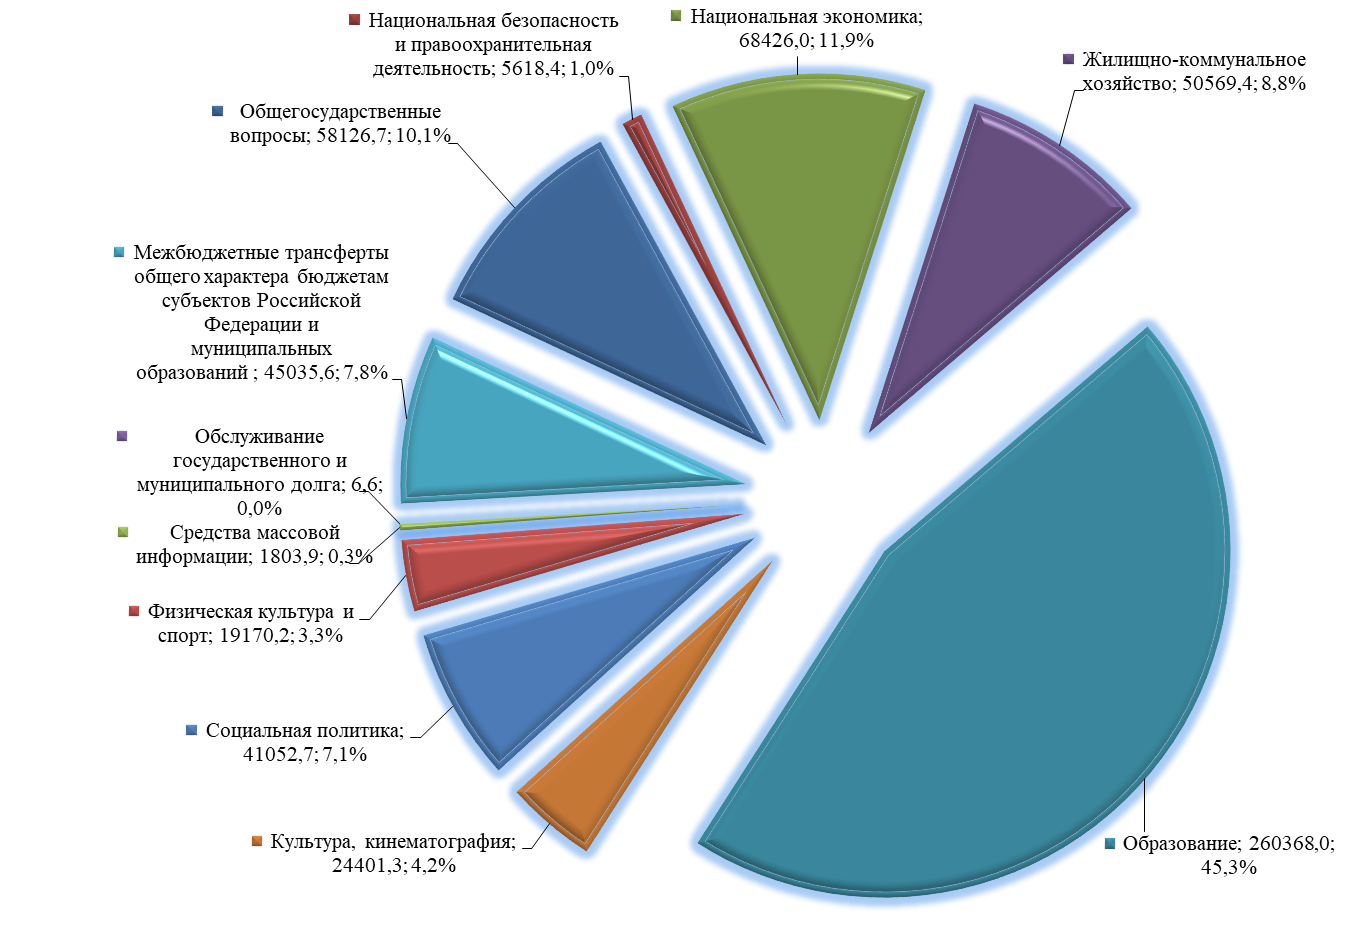 Национальная безопасность
и правоохранительная
деятельность; 5618,4; 1,0%
Национальная экономика;
68426,0; 11,9%
Жилищно-коммунальное
хозяйство; 50569,4; 8,8%
Общегосударственные
вопросы; 58126,7; 10,1%
Межбюджетные трансферты
общего характера бюджетам
субъектов Российской
Федерации и
муниципальных
образований ; 45035,6; 7,8%
Обслуживание
государственного и
муниципального долга; 6,6;
0,0%
Средства массовой
информации; 1803,9; 0,3%
Физическая культура и
спорт; 19170,2; 3,3%
Социальная политика;
41052,7; 7,1%
Культура, кинематография;
24401,3; 4,2%
Образование; 260368,0;
45,3%